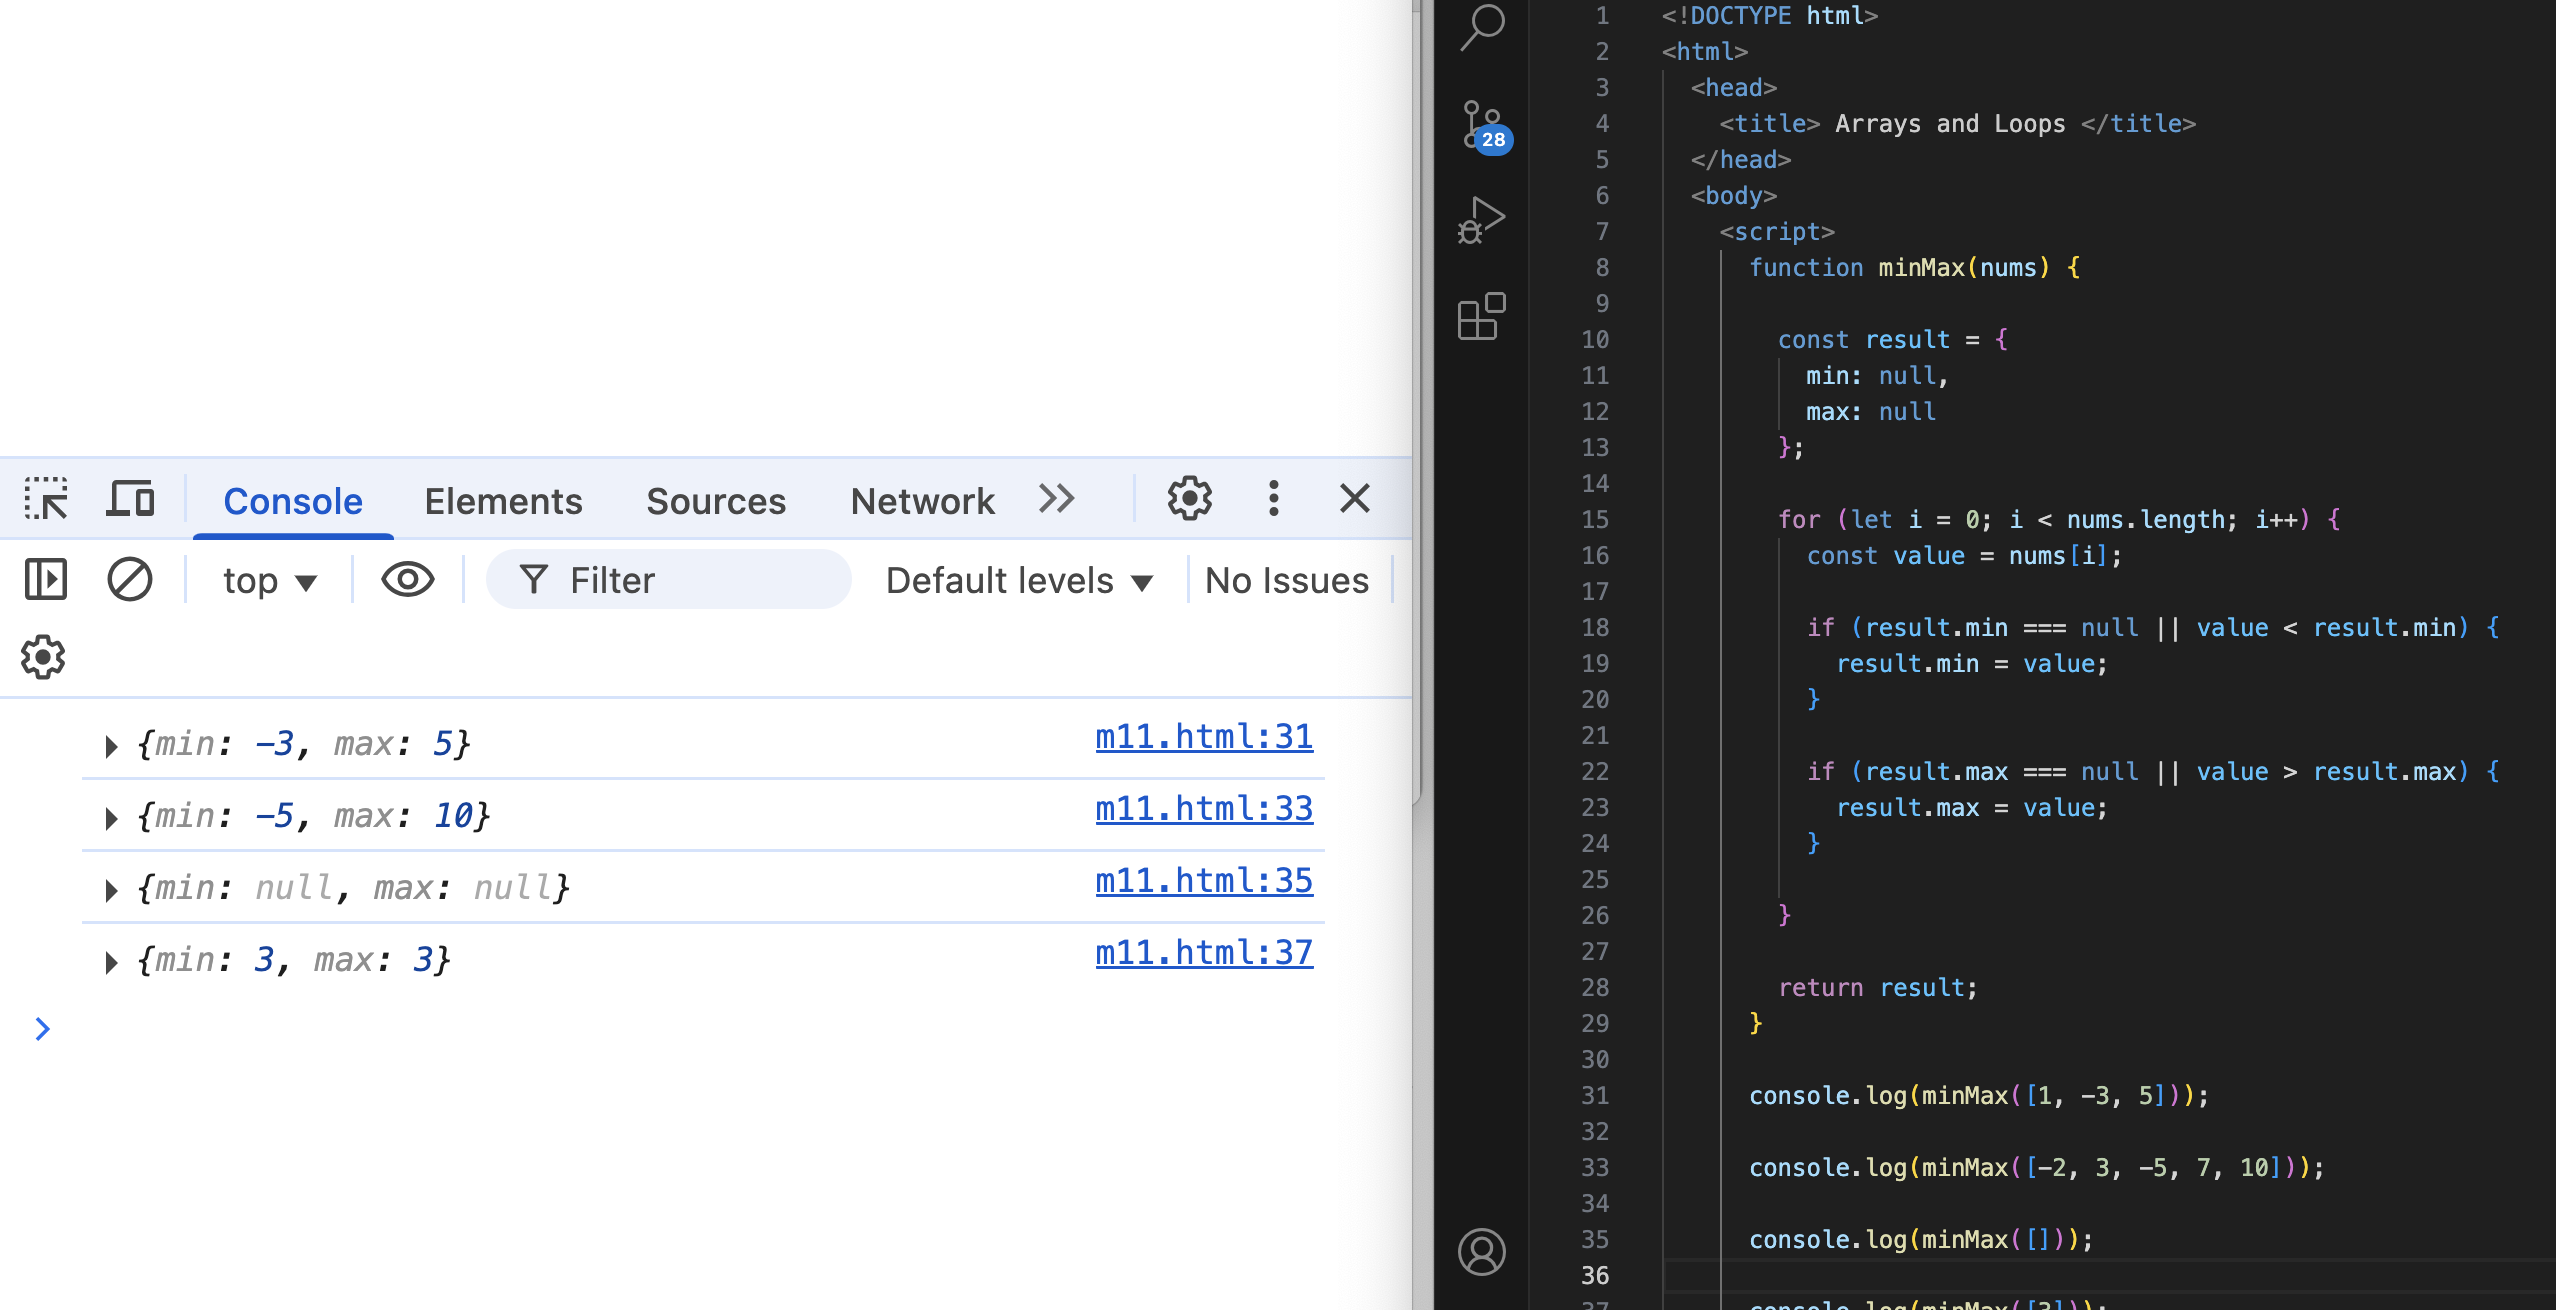 Console Elements Sources Network
top Filter Default levels No Issues
{min: -3, max: 5} m11.html:31
{min: -5, max: 10} m11.html:33
{min: null, max: null} m11.html:35
{min: 3, max: 3} m11.html:37
28
1 <!DOCTYPE html>
2 <html>
3 <head>
4 <title> Arrays and Loops </title>
5 </head>
6 <body>
7 <script>
8 function minMax(nums) {
9
10 const result = {
11 min: null,
12 max: null
13 };
14
15 for (let i = 0; i < nums.length; i++) {
16 const value = nums[i];
17
18 if (result.min === null || value < result.min) {
19 result.min = value;
20 }
21
22 if (result.max === null || value > result.max) {
23 result.max = value;
24 }
25
26 }
27
28 return result;
29 }
30
31 console.log(minMax([1, -3, 5]));
32
33 console.log(minMax([-2, 3, -5, 7, 10]));
34
35 console.log(minMax([]));
36
37 console.log(minMax([3]));